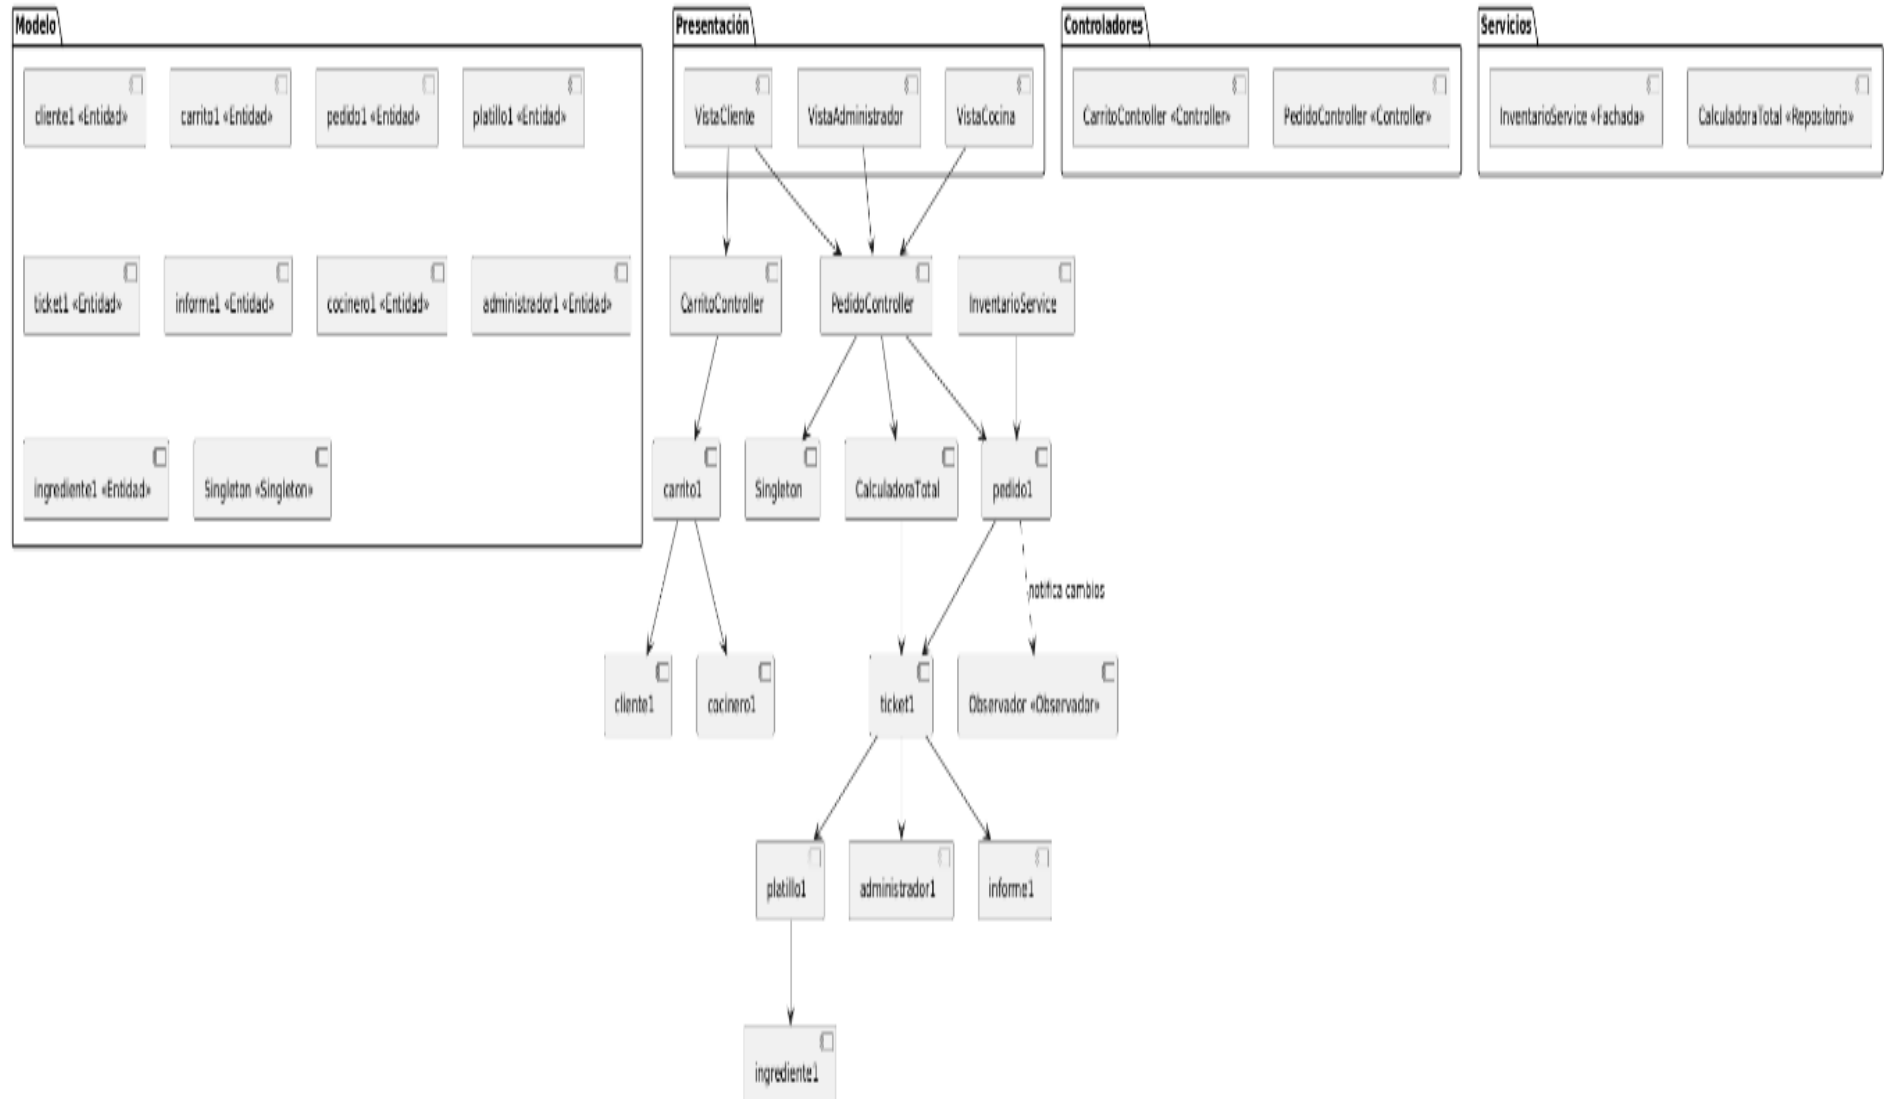 Modelo
cliente1 «Entidad»
carrito1 «Entidad»
pedido1 «Entidad»
platillo1 «Entidad»
ticket1 «Entidad»
informe1 «Entidad»
cocinero1 «Entidad»
administrador1 «Entidad»
ingrediente1 «Entidad»
Singleton «Singleton»
Presentación
VistaCliente
VistaAdministrador
VistaCocina
Controladores
CarritoController «Controller»
PedidoController «Controller»
Servicios
InventarioService «Fachada»
CalculadoraTotal «Repositorio»
CarritoController
PedidoController
InventarioService
carrito1
Singleton
CalculadoraTotal
pedido1
notifica cambios
cliente1
cocinero1
ticket1
Observador «Observador»
platillo1
administrador1
informe1
ingrediente1